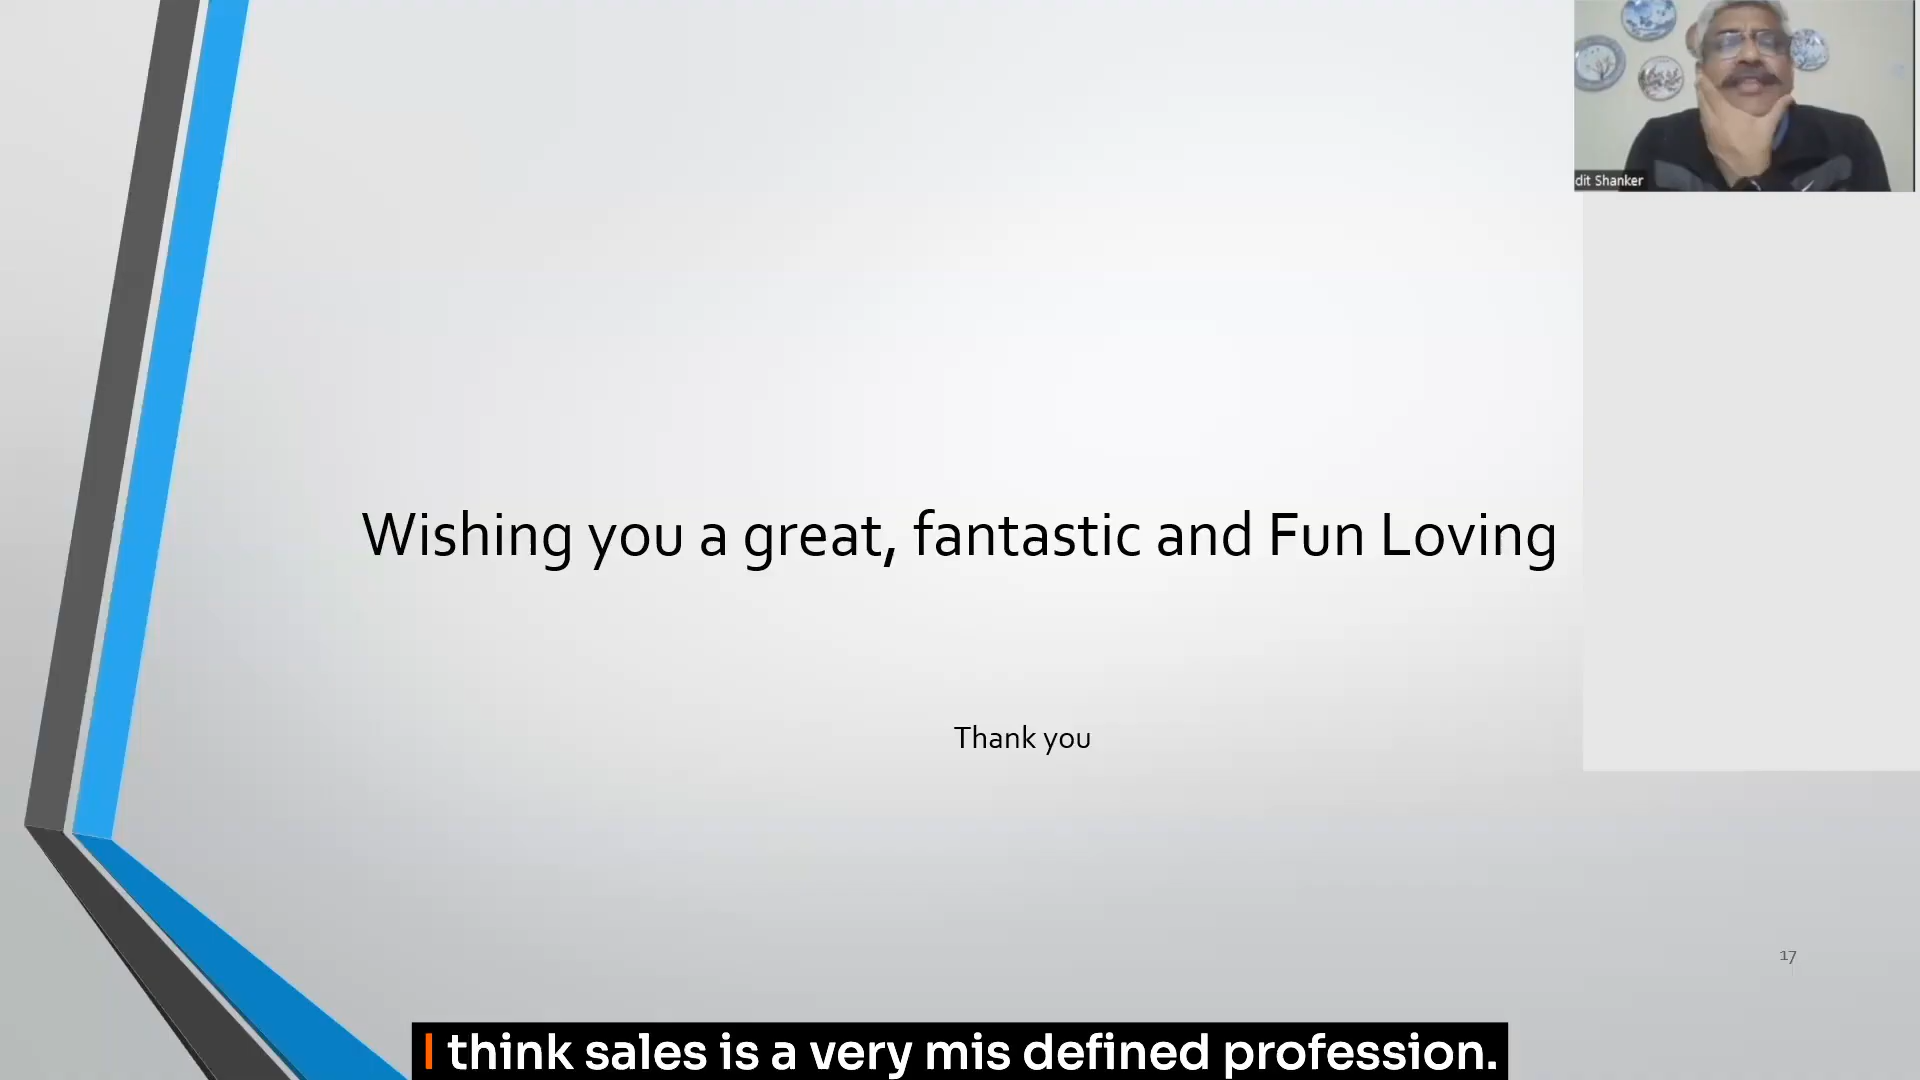 dit Shanker
Wishing you a great, fantastic and Fun Loving
Thank you
17
I think sales is a very mis defined profession.